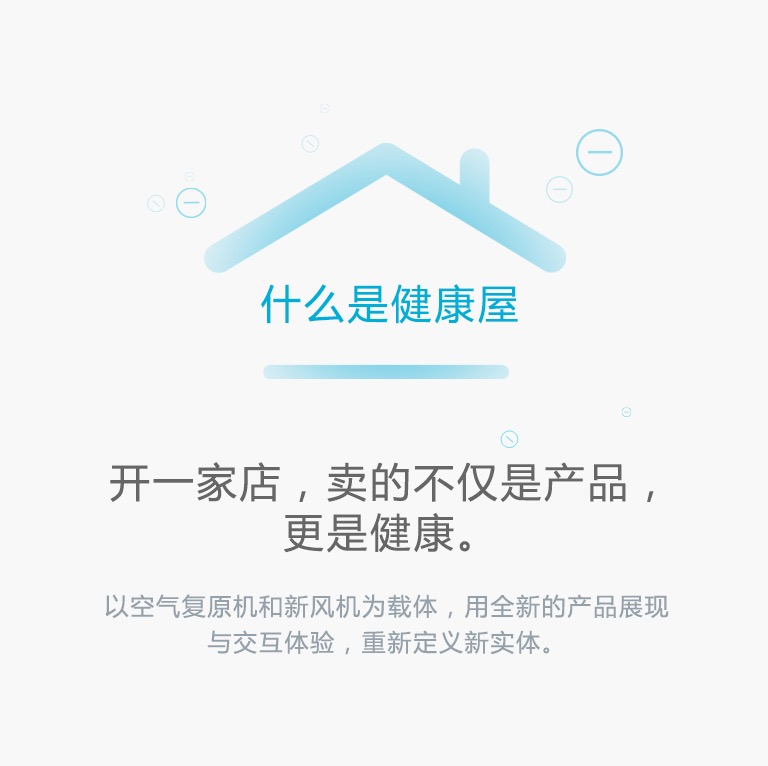 什么是健康屋
开一家店，卖的不仅是产品，
更是健康。
以空气复原机和新风机为载体，用全新的产品展现
与交互体验，重新定义新实体。